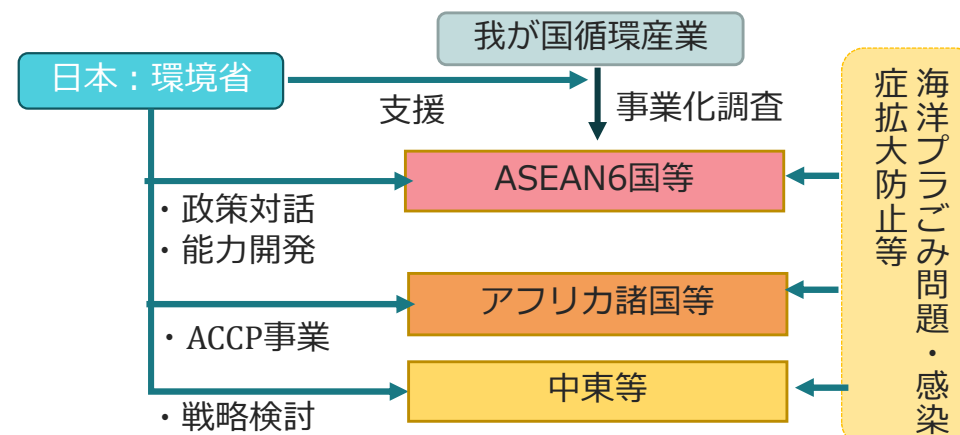 我が国循環産業
日本：環境省
支援
事業化調査
ASEAN6国等
・政策対話
・能力開発
アフリカ諸国等
・ACCP事業
中東等
・戦略検討
海洋プラごみ問題・感染
症拡大防止等